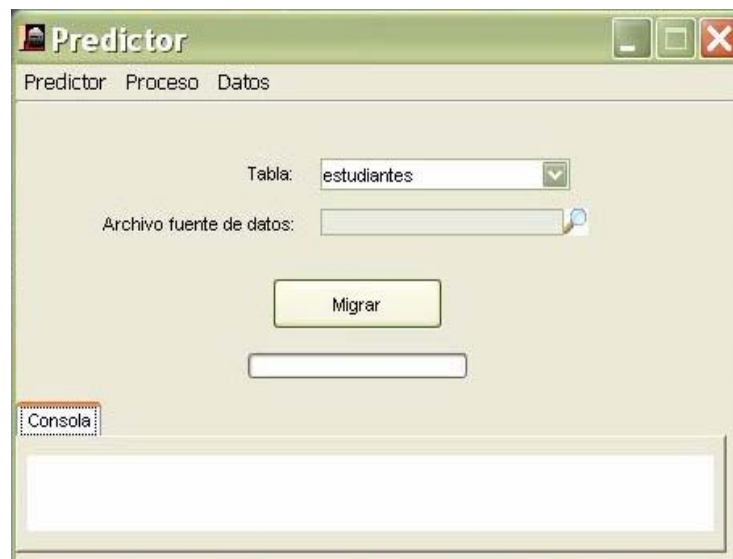 Predictor
Predictor Proceso Datos
Tabla: estudiantes
Archivo fuente de datos:
Migrar
Consola